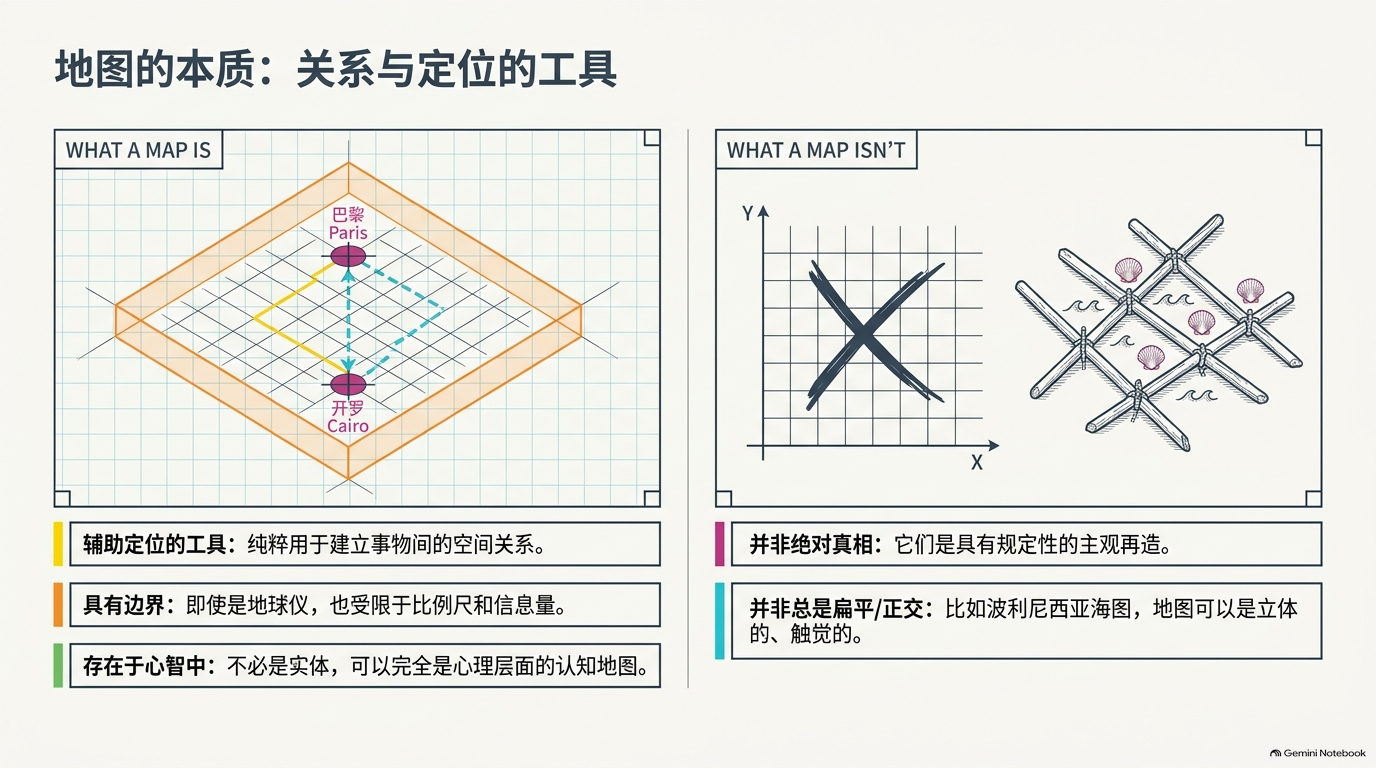 地图的本质：关系与定位的工具
WHAT A MAP IS
巴黎
Paris
开罗
Cairo
辅助定位的工具：纯粹用于建立事物间的空间关系。
具有边界：即使是地球仪，也受限于比例尺和信息量。
存在于心智中：不必是实体，可以完全是心理层面的认知地图。
WHAT A MAP ISN'T
Y
X
并非绝对真相：它们是具有规定性的主观再造。
并非总是扁平/正交：比如波利尼西亚海图，地图可以是立体
的、触觉的。
Gemini Notebook